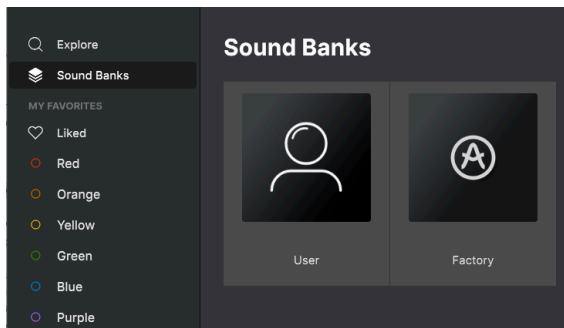 Explore
Sound Banks
MY FAVORITES
Liked
Red
Orange
Yellow
Green
Blue
Purple
Sound Banks
User
Factory